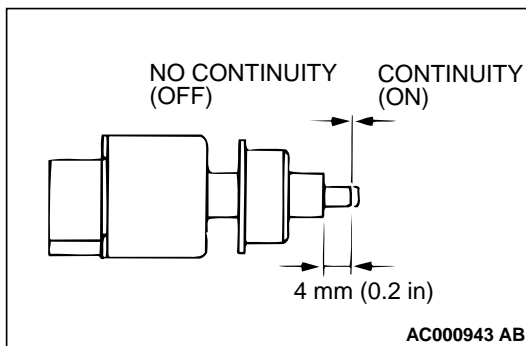 NO CONTINUITY
(OFF)
CONTINUITY
(ON)
4 mm (0.2 in)
AC000943 AB